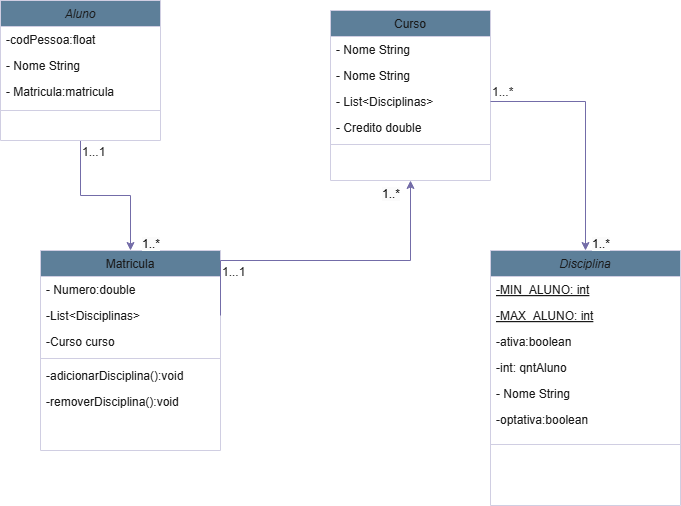 Aluno
-codPessoa:float
- Nome String
- Matricula:matricula
1...1
Curso
- Nome String
- Nome String
- List<Disciplinas>
- Credito double
1...*
1..*
1..*
Matricula
- Numero:double
-List<Disciplinas>
-Curso curso
-adicionarDisciplina():void
-removerDisciplina():void
1...1
1..*
Disciplina
-MIN_ALUNO: int
-MAX_ALUNO: int
-ativa:boolean
-int: qntAluno
- Nome String
-optativa:boolean